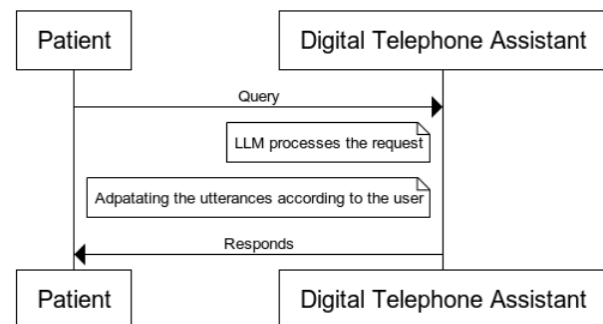 Patient
Digital Telephone Assistant
Query
LLM processes the request
Adpatating the utterances according to the user
Responds
Patient
Digital Telephone Assistant